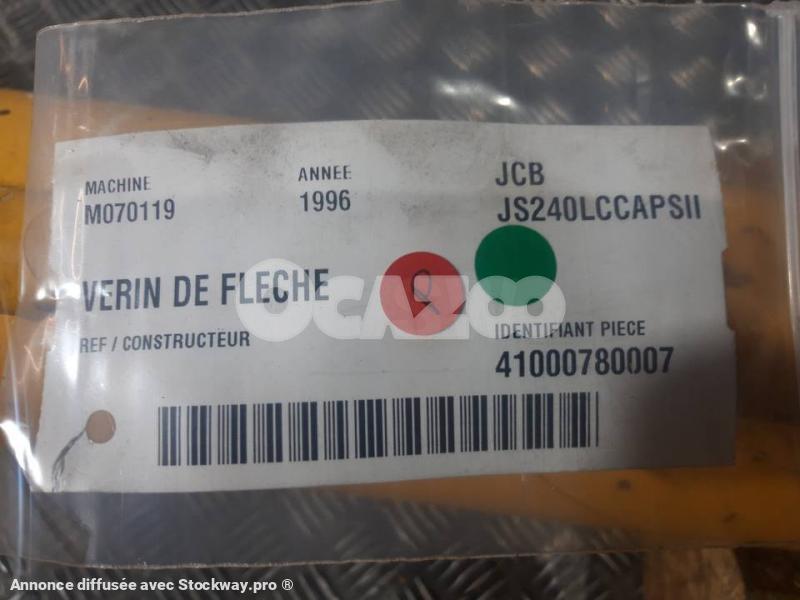 MACHINE
M070119
ANNEE
1996
JCB
JS240LCCAPSII
VERIN DE FLECHE
OCAZOO
REF / CONSTRUCTEUR
IDENTIFIANT PIECE
41000780007
Annonce diffusée avec Stockway.pro ®